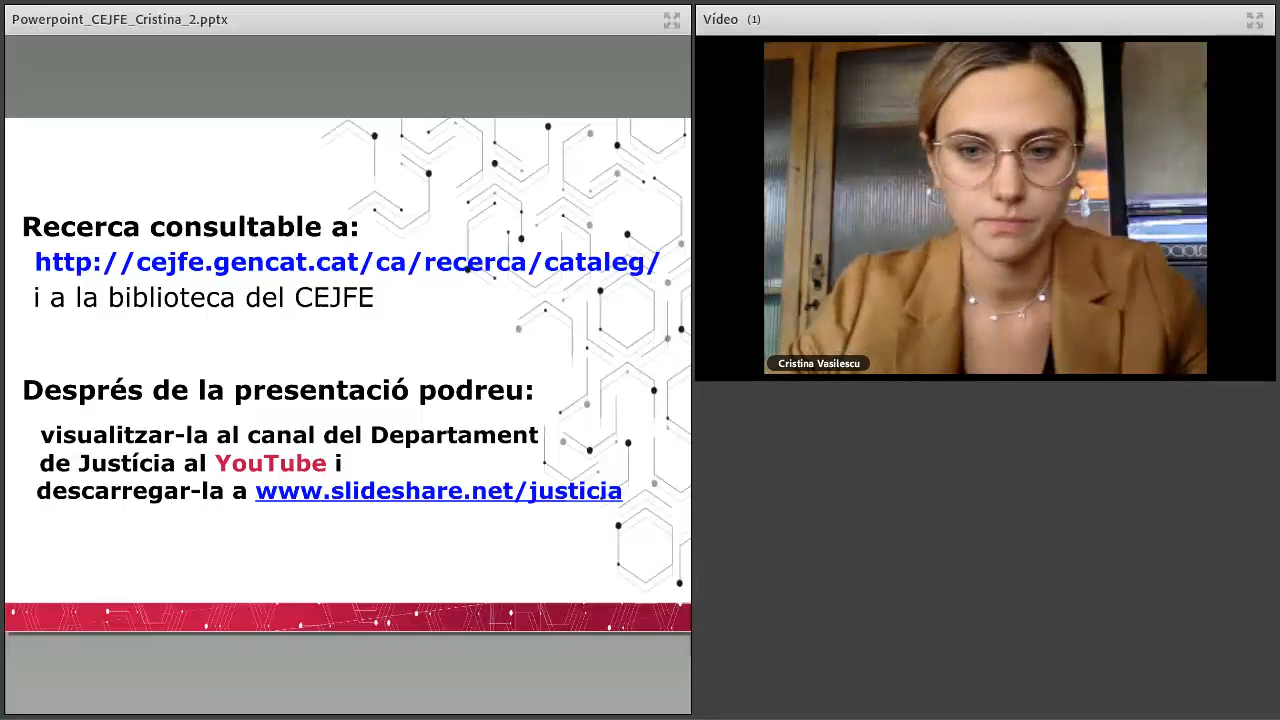 Powerpoint_CEJFE_Cristina_2.pptx
Recerca consultable a:
http://cejfe.gencat.cat/ca/recerca/cataleg/
i a la biblioteca del CEJFE
Després de la presentació podreu:
visualitzar-la al canal del Departament
de Justícia al YouTube i
descarregar-la a www.slideshare.net/justicia
Vídeo (1)
Cristina Vasilescu